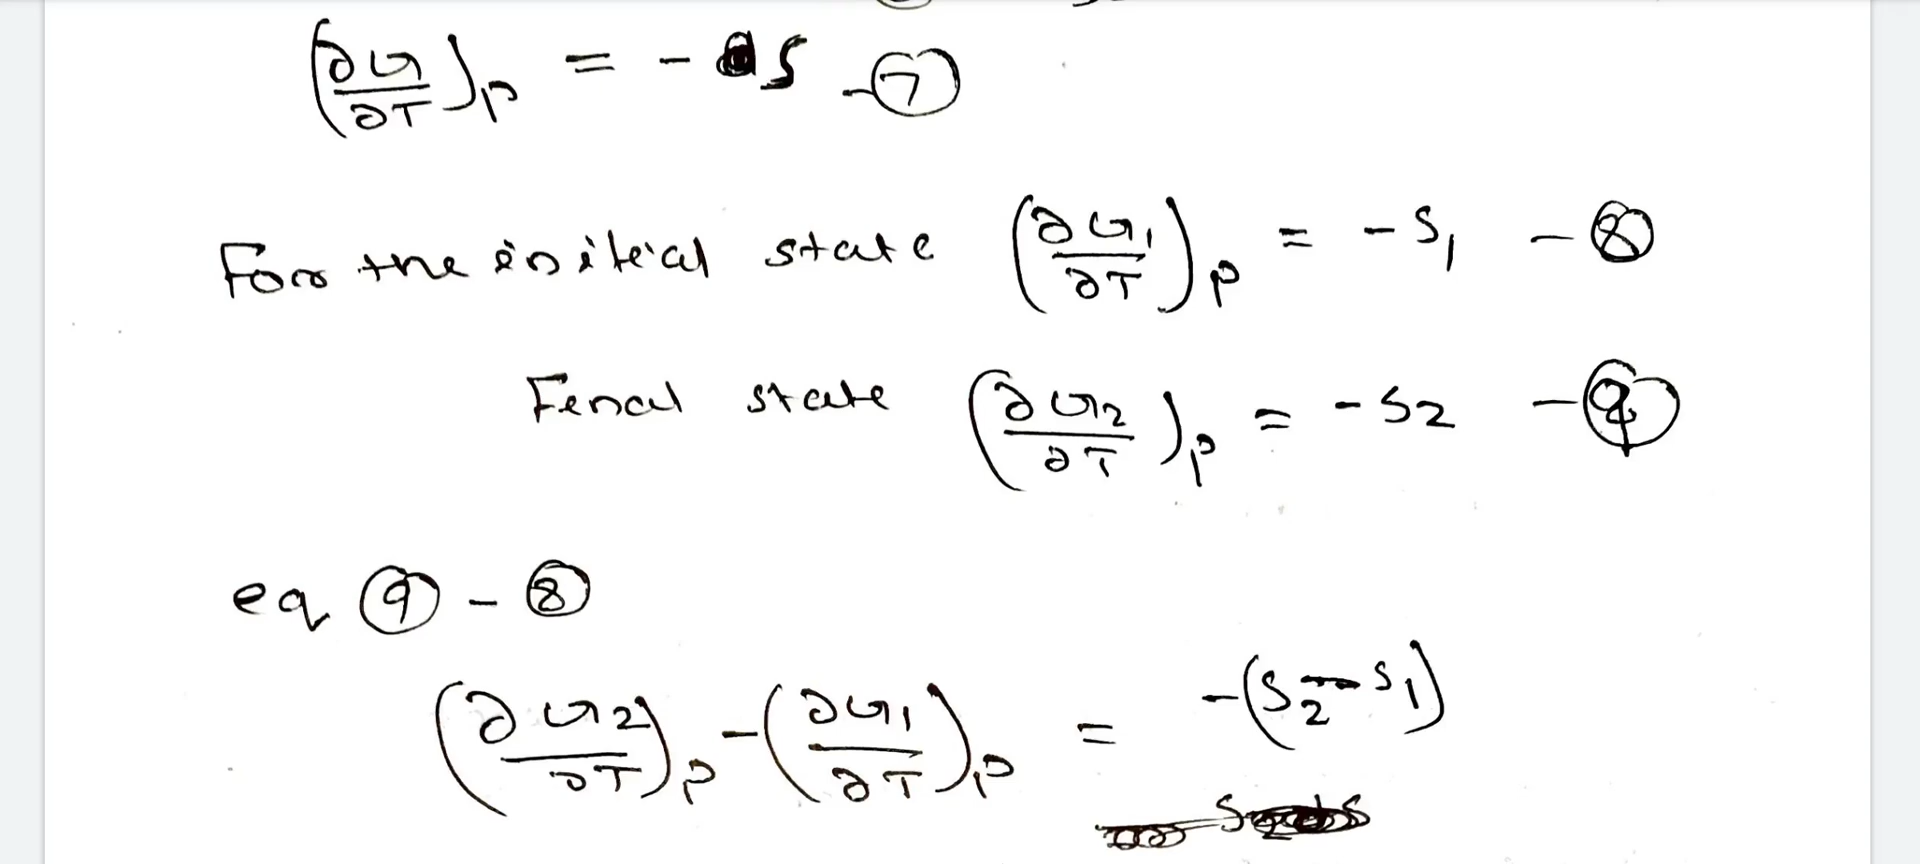 (∂G/∂T)p = - S - ⑦
For the initial state (∂G₁/∂T)p = - S₁ - ⑧
Fenal state (∂G₂/∂T)p = - S₂ - ⑨
eq ⑨ - ⑧
(∂G₂/∂T)p - (∂G₁/∂T)p = -(S₂ - S₁)